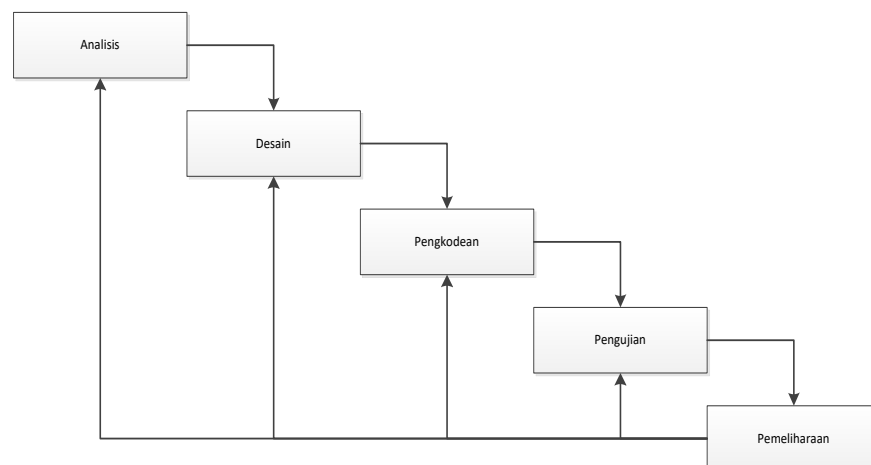 Analisis
Desain
Pengkodean
Pengujian
Pemeliharaan